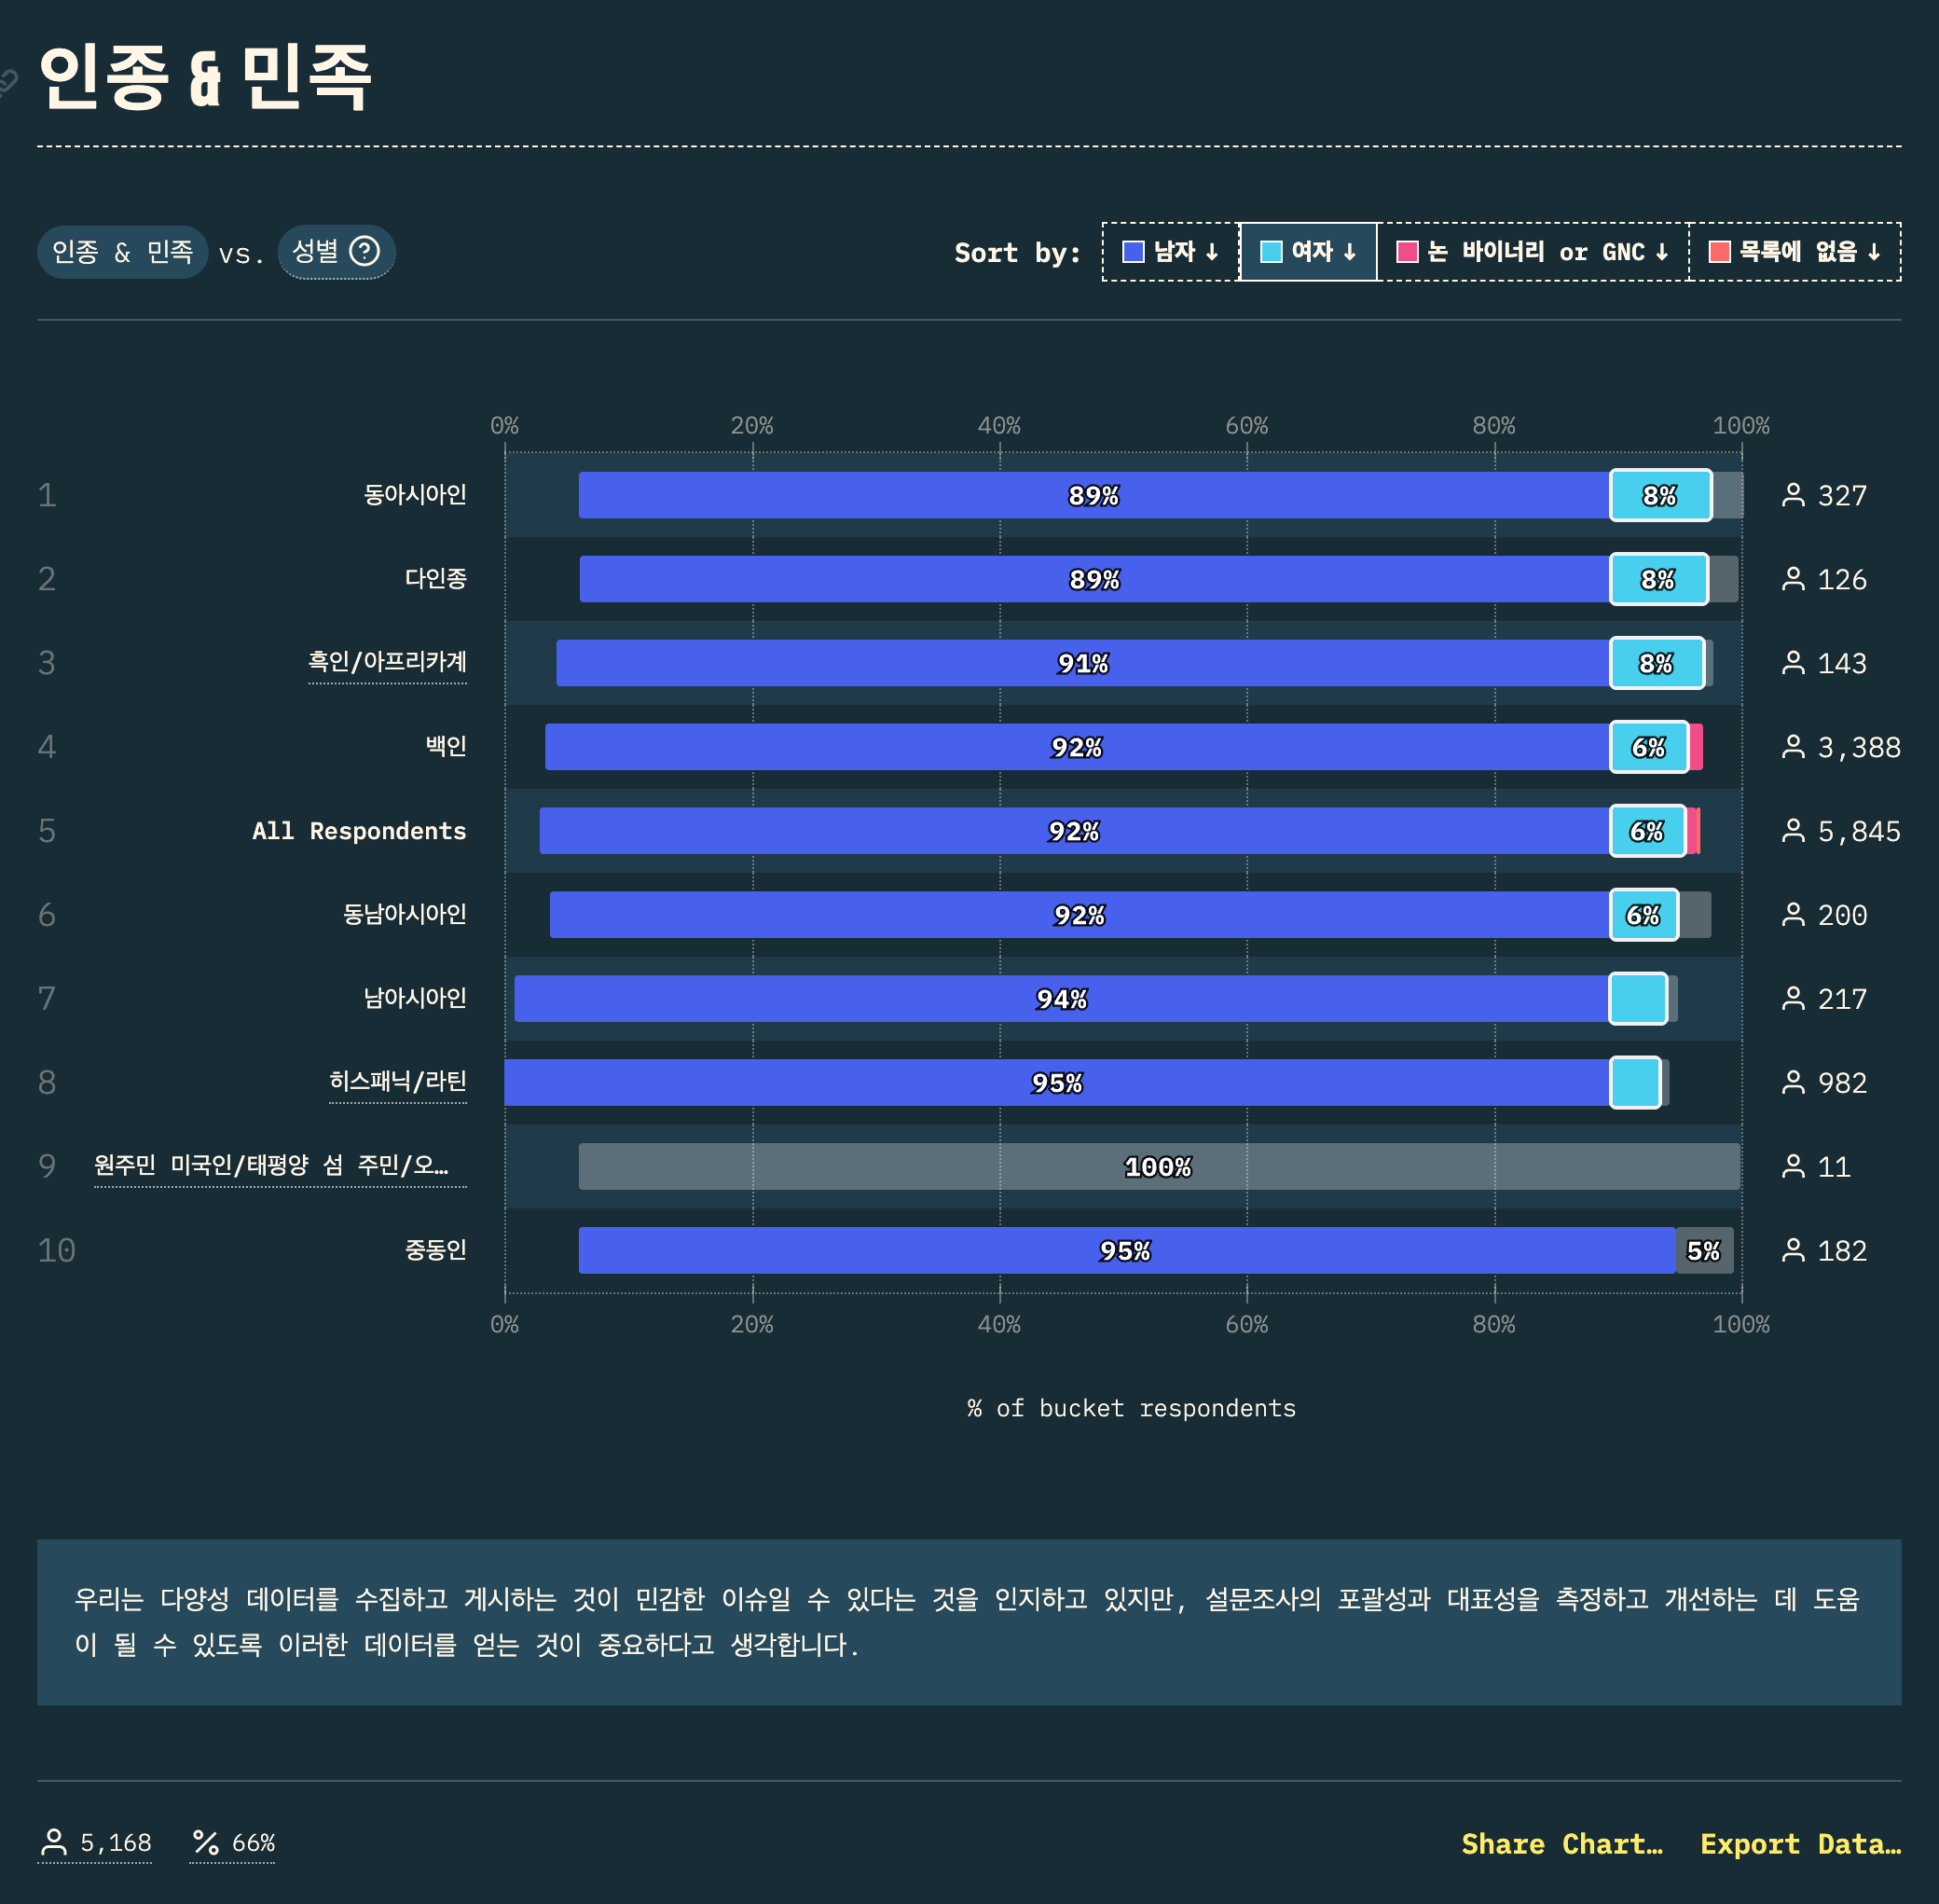 인종 & 민족
인종 & 민족 vs. 성별 ?
Sort by: 남자 ↓ 여자 ↓ 논 바이너리 or GNC ↓ 목록에 없음 ↓
0% 20% 40% 60% 80% 100%
1 동아시아인 89% 8% 327
2 다인종 89% 8% 126
3 흑인/아프리카계 91% 8% 143
4 백인 92% 6% 3,388
5 All Respondents 92% 6% 5,845
6 동남아시아인 92% 6% 200
7 남아시아인 94% 217
8 히스패닉/라틴 95% 982
9 원주민 미국인/태평양 섬 주민/오… 100% 11
10 중동인 95% 5% 182
0% 20% 40% 60% 80% 100%
% of bucket respondents
우리는 다양성 데이터를 수집하고 게시하는 것이 민감한 이슈일 수 있다는 것을 인지하고 있지만, 설문조사의 포괄성과 대표성을 측정하고 개선하는 데 도움
이 될 수 있도록 이러한 데이터를 얻는 것이 중요하다고 생각합니다.
5,168 % 66% Share Chart… Export Data…